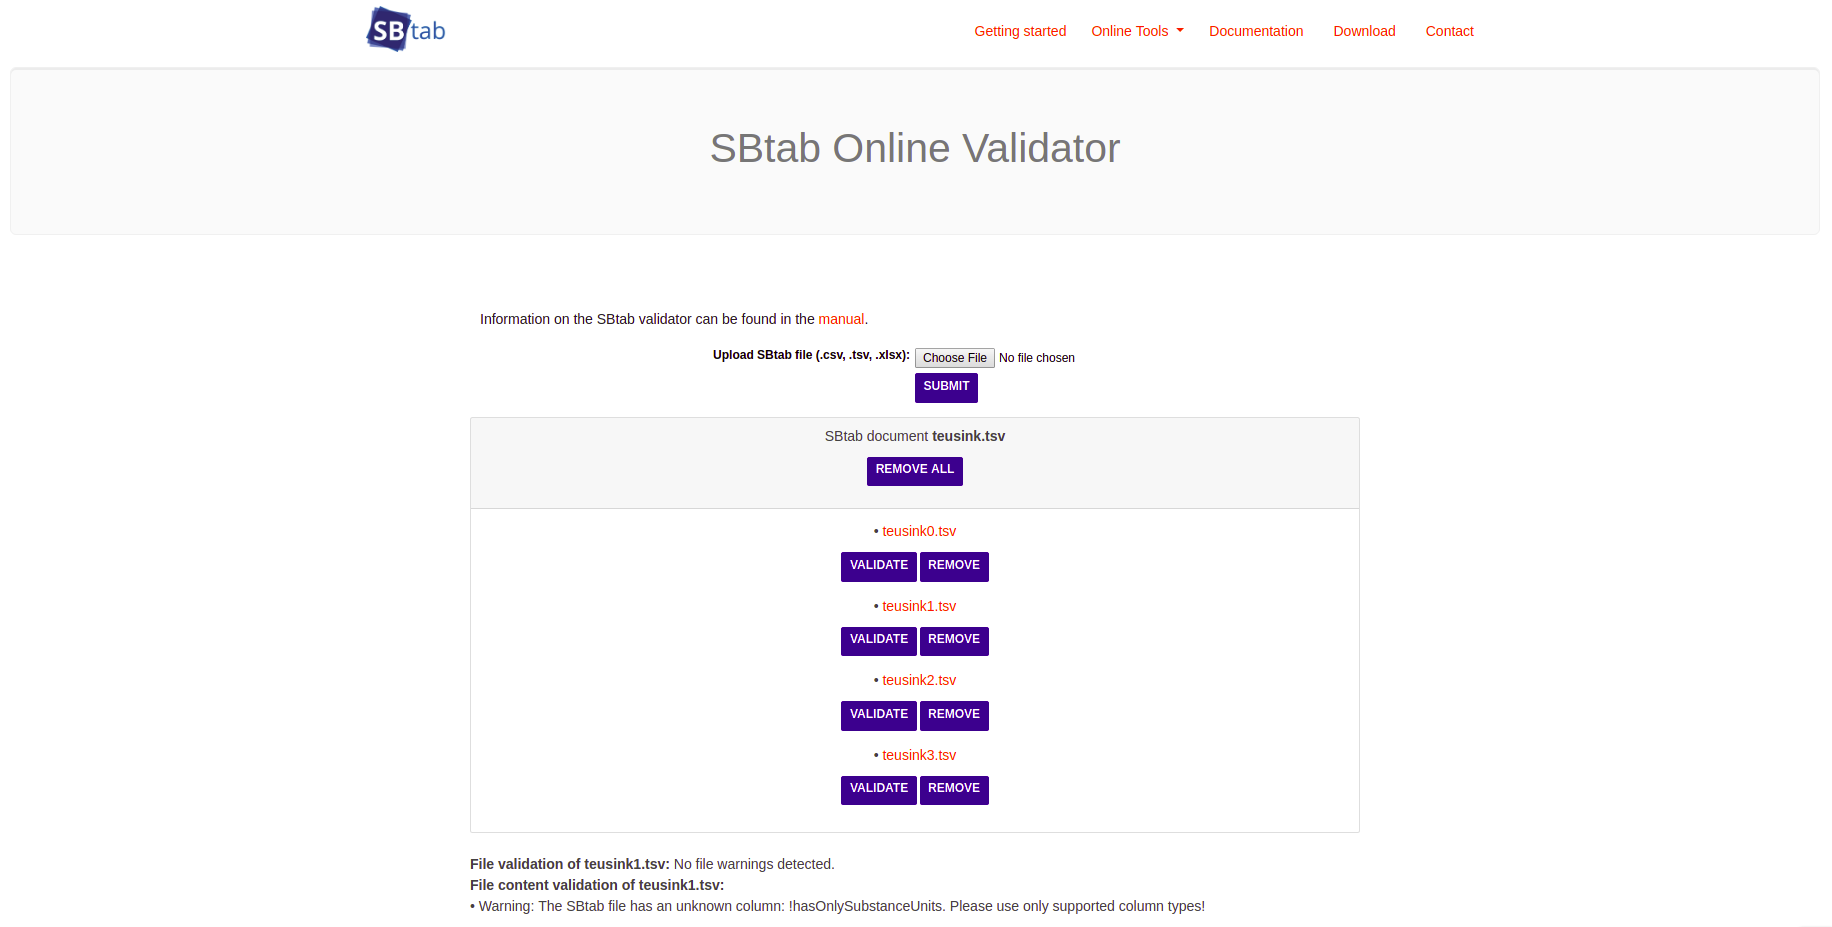 SBtab
Getting started Online Tools Documentation Download Contact
SBtab Online Validator
Information on the SBtab validator can be found in the manual.
Upload SBtab file (.csv, .tsv, .xlsx): Choose File No file chosen
SUBMIT
SBtab document teusink.tsv
REMOVE ALL
• teusink0.tsv
VALIDATE REMOVE
• teusink1.tsv
VALIDATE REMOVE
• teusink2.tsv
VALIDATE REMOVE
• teusink3.tsv
VALIDATE REMOVE
File validation of teusink1.tsv: No file warnings detected.
File content validation of teusink1.tsv:
• Warning: The SBtab file has an unknown column: !hasOnlySubstanceUnits. Please use only supported column types!